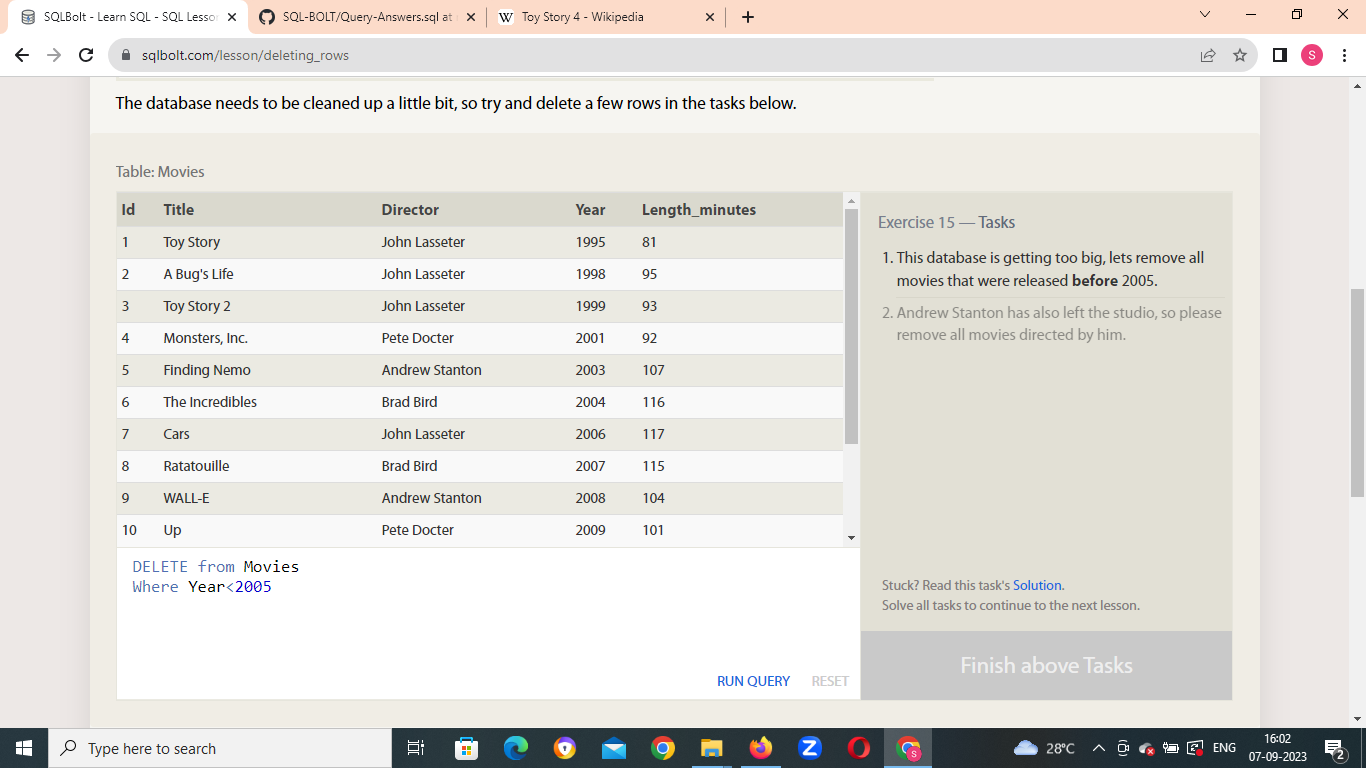 SQLBolt - Learn SQL - SQL Lesson
SQL-BOLT/Query-Answers.sql at
Toy Story 4 - Wikipedia
sqlbolt.com/lesson/deleting_rows
S
The database needs to be cleaned up a little bit, so try and delete a few rows in the tasks below.
Table: Movies
Id Title Director Year Length_minutes
1 Toy Story John Lasseter 1995 81
2 A Bug's Life John Lasseter 1998 95
3 Toy Story 2 John Lasseter 1999 93
4 Monsters, Inc. Pete Docter 2001 92
5 Finding Nemo Andrew Stanton 2003 107
6 The Incredibles Brad Bird 2004 116
7 Cars John Lasseter 2006 117
8 Ratatouille Brad Bird 2007 115
9 WALL-E Andrew Stanton 2008 104
10 Up Pete Docter 2009 101
DELETE from Movies
Where Year<2005
RUN QUERY RESET
Exercise 15 — Tasks
1. This database is getting too big, lets remove all
movies that were released before 2005.
2. Andrew Stanton has also left the studio, so please
remove all movies directed by him.
Stuck? Read this task's Solution.
Solve all tasks to continue to the next lesson.
Finish above Tasks
Type here to search
28°C
ENG
16:02
07-09-2023
2